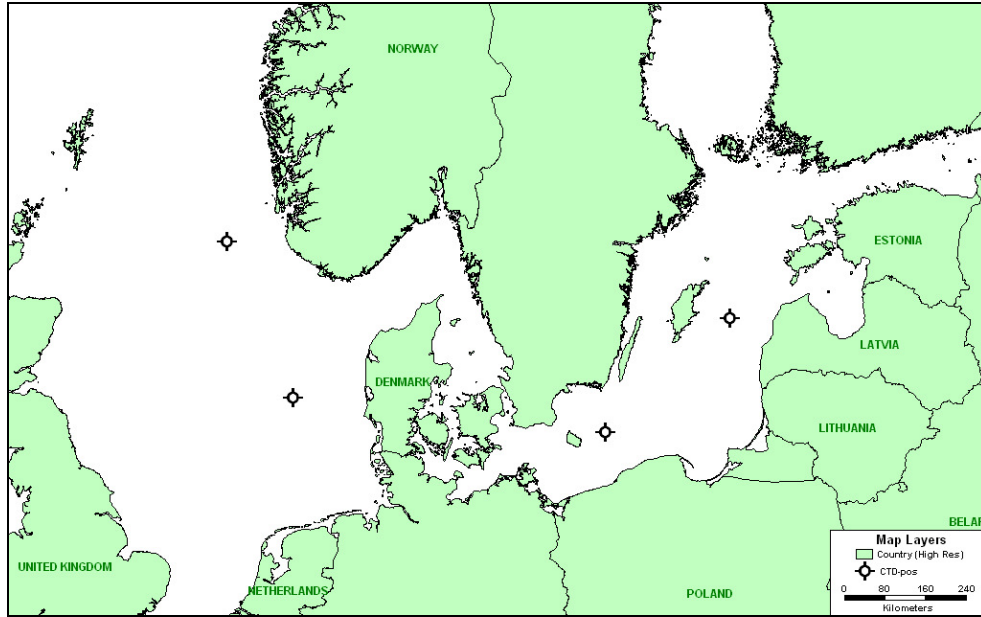 NORWAY
ESTONIA
LATVIA
DENMARK
LITHUANIA
BELAR
UNITED KINGDOM
NETHERLANDS
POLAND
Map Layers
Country (High Res)
CTD-pos
0 80 160 240
Kilometers